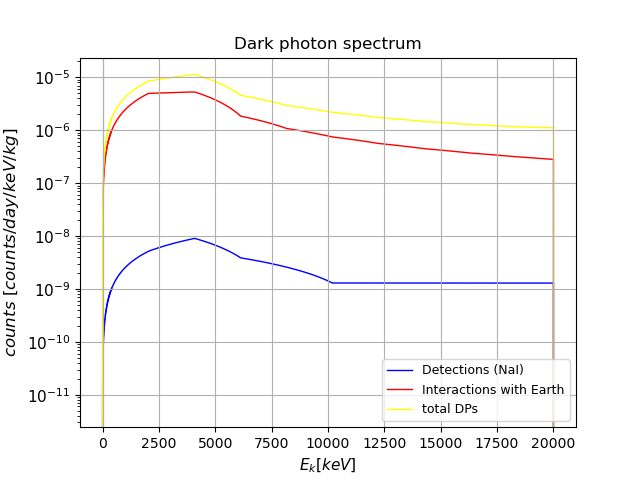 Dark photon spectrum
counts [counts/day/keV/kg]
10⁻⁵
10⁻⁶
10⁻⁷
10⁻⁸
10⁻⁹
10⁻¹⁰
10⁻¹¹
Detections (NaI)
Interactions with Earth
total DPs
0 2500 5000 7500 10000 12500 15000 17500 20000
E_k[keV]